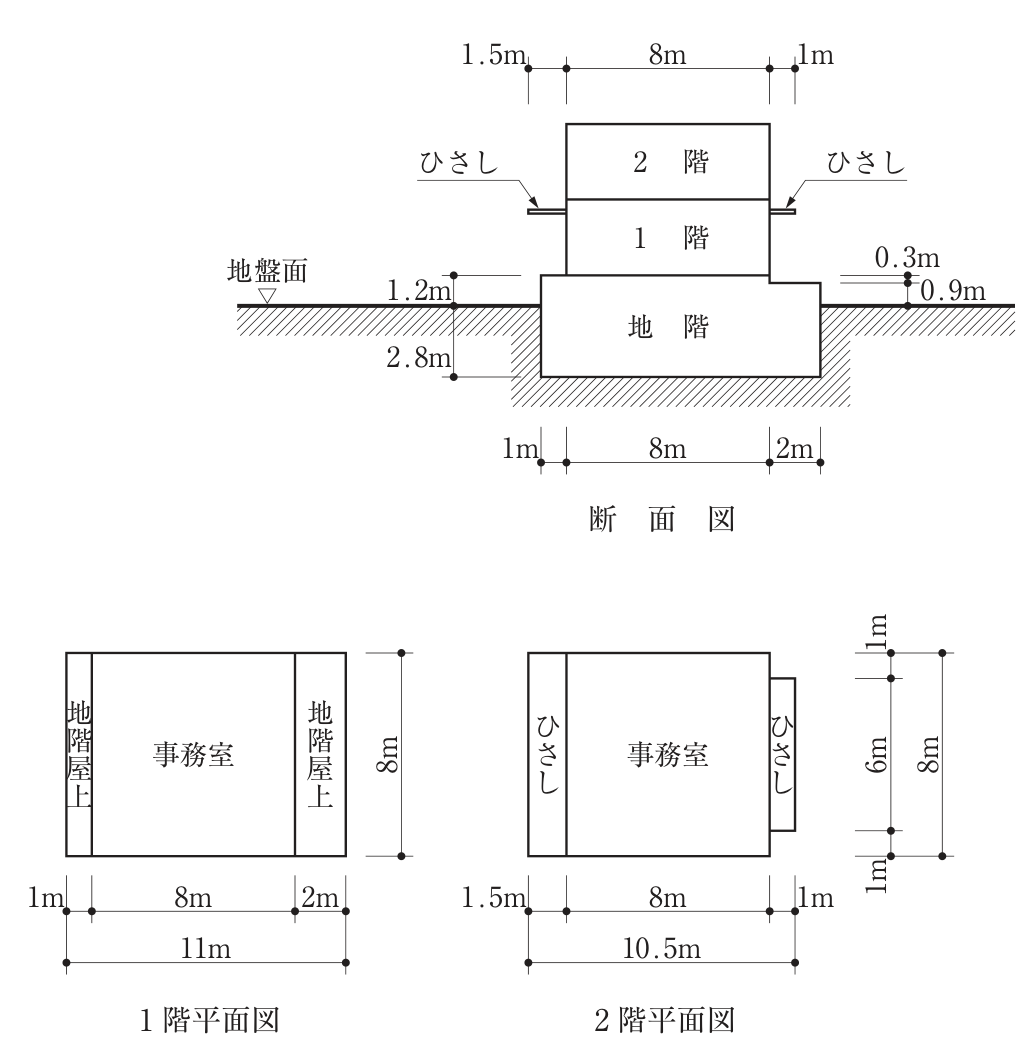 1.5m 8m 1m
ひさし 2 階 ひさし
1 階
0.3m
地盤面
1.2m 0.9m
地 階
2.8m
1m 8m 2m
断 面 図
地階屋上 事務室 地階屋上 8m
1m 8m 2m
11m
1階平面図
ひさし 事務室 ひさし 1m 6m 1m 8m
1.5m 8m 1m
10.5m
2階平面図